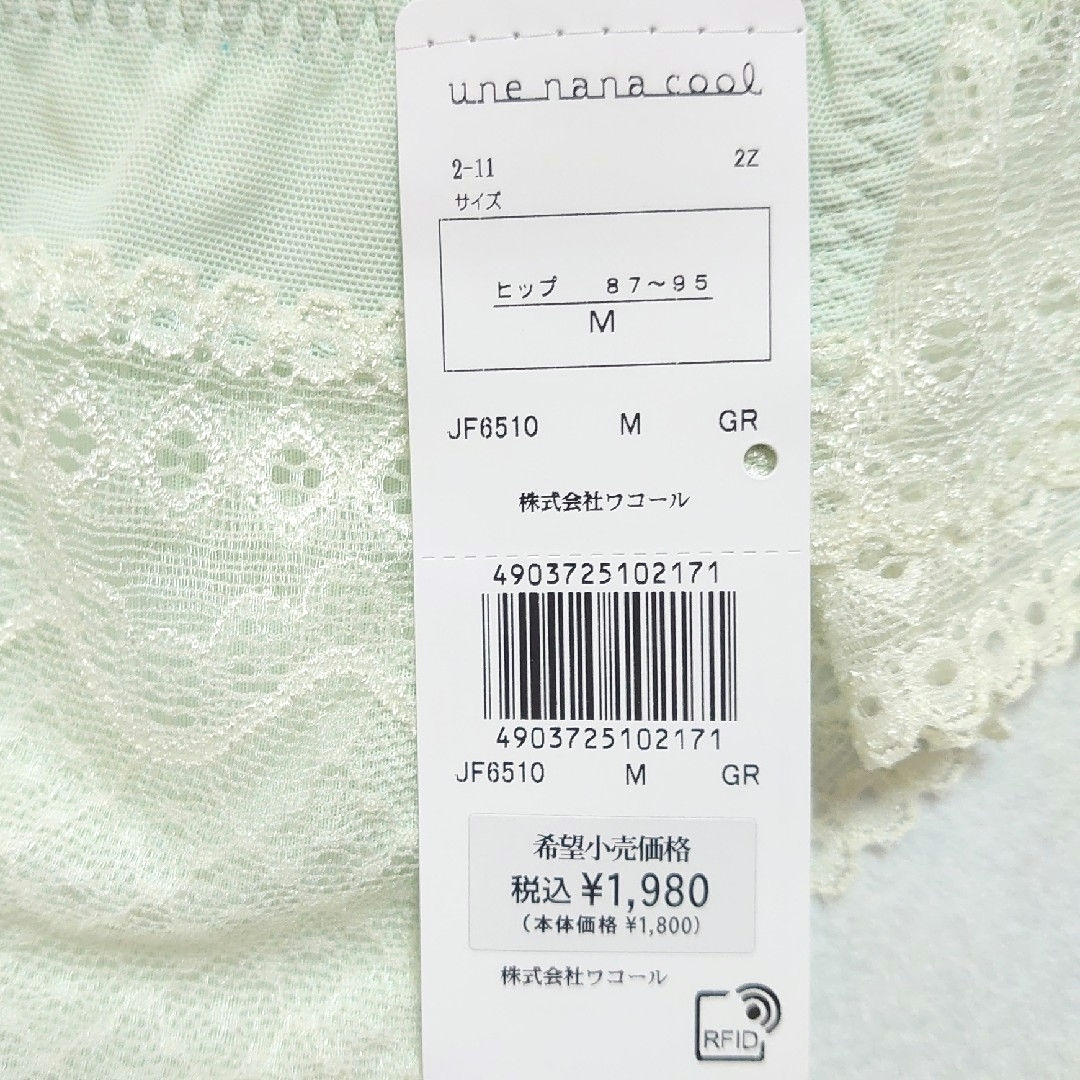 une nana cool
2-11 2Z
サイズ
ヒップ 87～95
M
JF6510 M GR
株式会社ワコール
4903725102171
4903725102171
JF6510 M GR
希望小売価格
税込 ¥1,980
(本体価格 ¥1,800)
株式会社ワコール
RFID